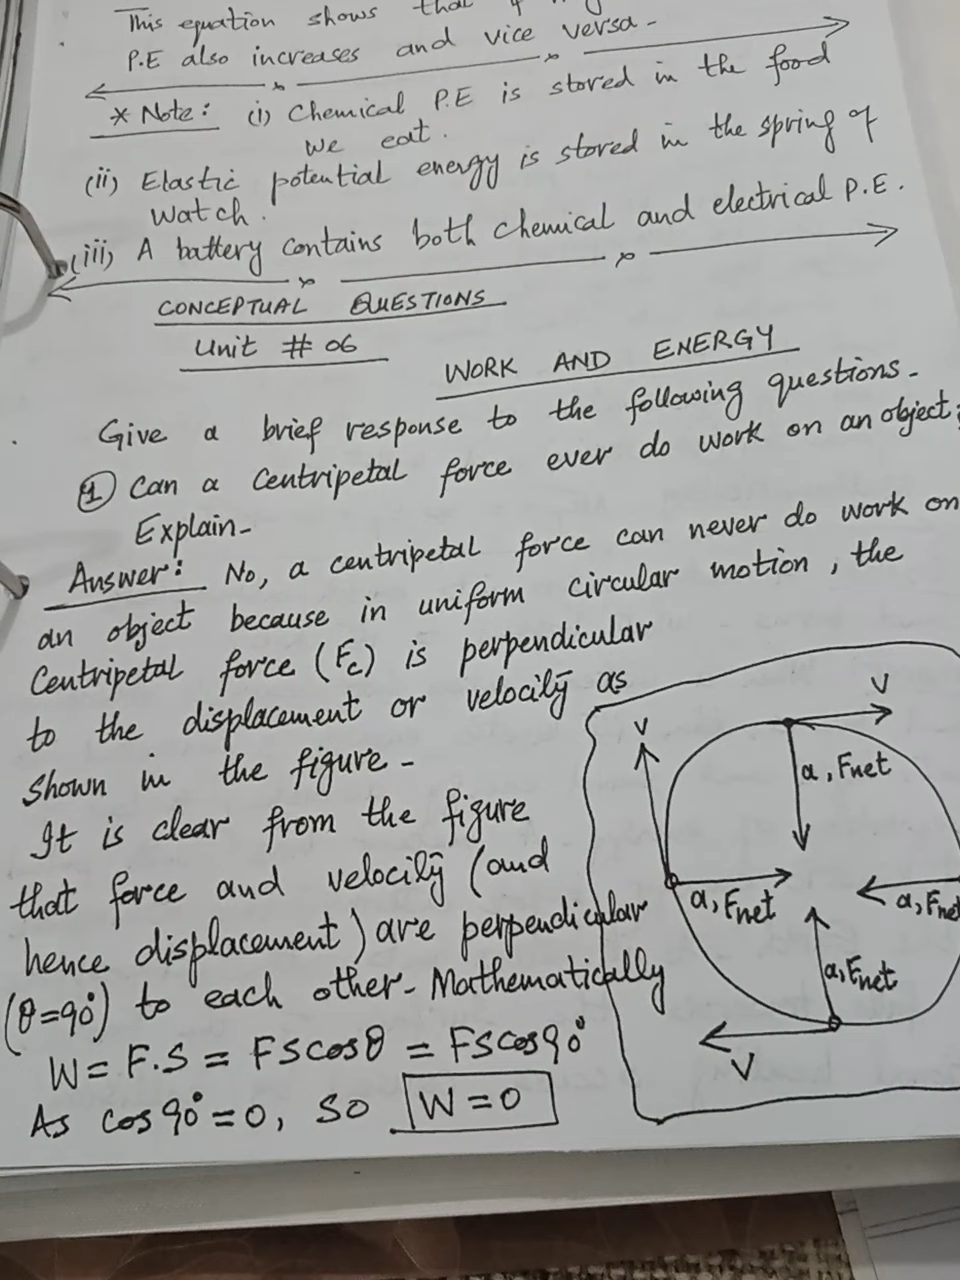 This equation shows that
P.E also increases and vice versa -
* Note: (i) Chemical P.E is stored in the food
we eat.
(ii) Elastic potential energy is stored in the spring of
watch.
(iii) A battery contains both chemical and electrical P.E.
CONCEPTUAL QUESTIONS
Unit # 06
WORK AND ENERGY
Give a brief response to the following questions -
(1) Can a centripetal force ever do work on an object?
Explain -
Answer: No, a centripetal force can never do work on
an object because in uniform circular motion, the
Centripetal force (Fc) is perpendicular
to the displacement or velocity as
shown in the figure -
It is clear from the figure
that force and velocity (and
hence displacement) are perpendicular
(θ=90°) to each other - Mathematically
W = F.S = FScosθ = FScos90°
As cos90° = 0, so W = 0
V
V
a, Fnet
a, Fnet
a, Fnet
a, Fnet
V